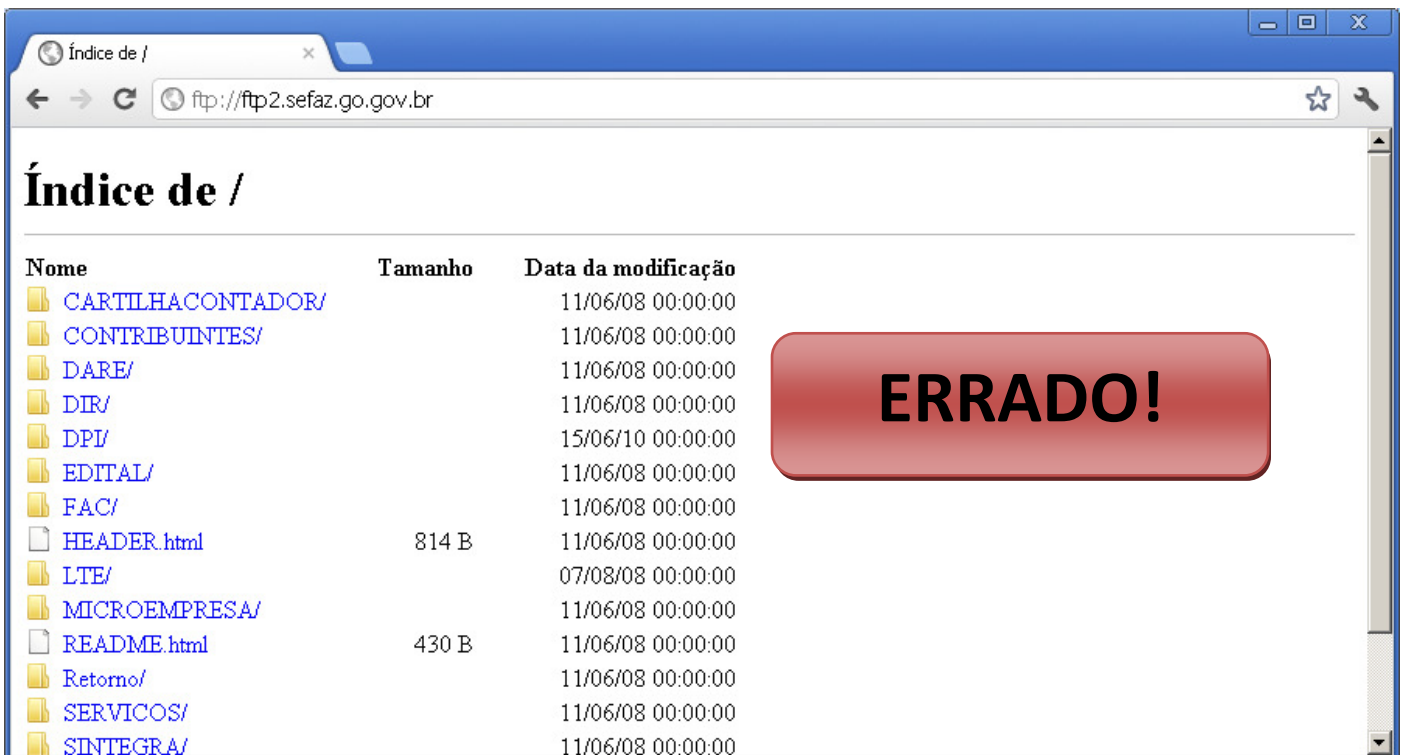 Índice de /
ftp://ftp2.sefaz.go.gov.br
Índice de /
Nome Tamanho Data da modificação
CARTILHACONTADOR/ 11/06/08 00:00:00
CONTRIBUINTES/ 11/06/08 00:00:00
DARE/ 11/06/08 00:00:00
DIR/ 11/06/08 00:00:00
DPI/ 15/06/10 00:00:00
EDITAL/ 11/06/08 00:00:00
FAC/ 11/06/08 00:00:00
HEADER.html 814 B 11/06/08 00:00:00
LTE/ 07/08/08 00:00:00
MICROEMPRESA/ 11/06/08 00:00:00
README.html 430 B 11/06/08 00:00:00
Retorno/ 11/06/08 00:00:00
SERVICOS/ 11/06/08 00:00:00
SINTEGRA/ 11/06/08 00:00:00
ERRADO!